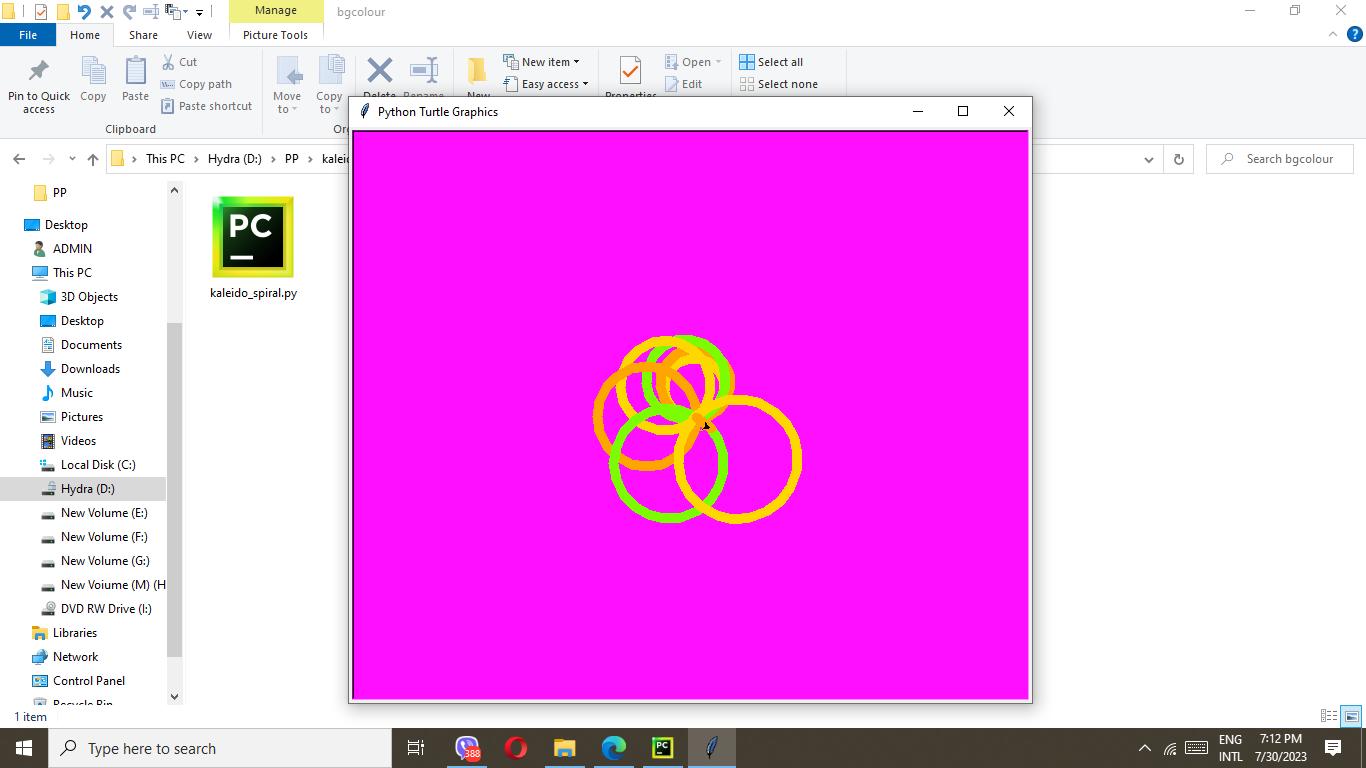 Manage
bgcolour
File
Home
Share
View
Picture Tools
Pin to Quick
access
Copy
Paste
Cut
Copy path
Paste shortcut
Clipboard
Move
to
Copy
to
Delete
Rename
New
New item
Easy access
Properties
Open
Edit
Select all
Select none
Python Turtle Graphics
This PC
Hydra (D:)
PP
Search bgcolour
PP
Desktop
ADMIN
This PC
3D Objects
Desktop
Documents
Downloads
Music
Pictures
Videos
Local Disk (C:)
Hydra (D:)
New Volume (E:)
New Volume (F:)
New Volume (G:)
New Voiume (M) (H
DVD RW Drive (I:)
Libraries
Network
Control Panel
Recycle Bin
PC
kaleido_spiral.py
1 item
Type here to search
388
PC
ENG
INTL
7:12 PM
7/30/2023